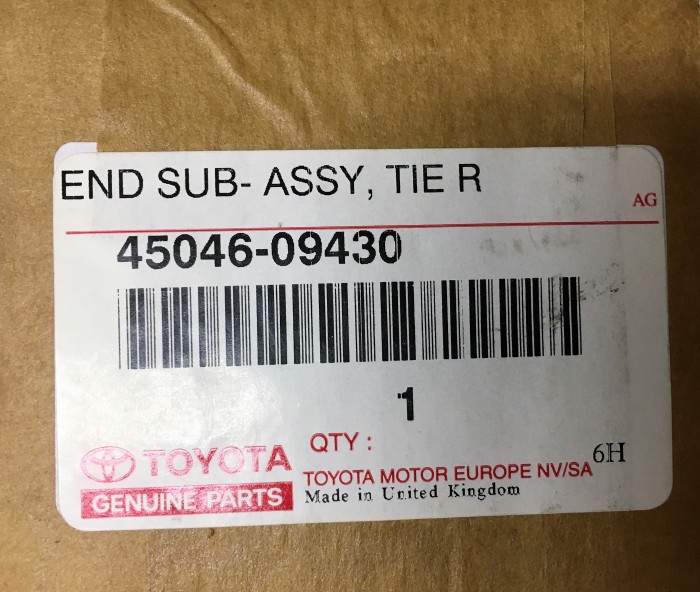 END SUB- ASSY, TIE R
AG
45046-09430
1
QTY :
TOYOTA
6H
TOYOTA MOTOR EUROPE NV/SA
GENUINE PARTS
Made in United Kingdom